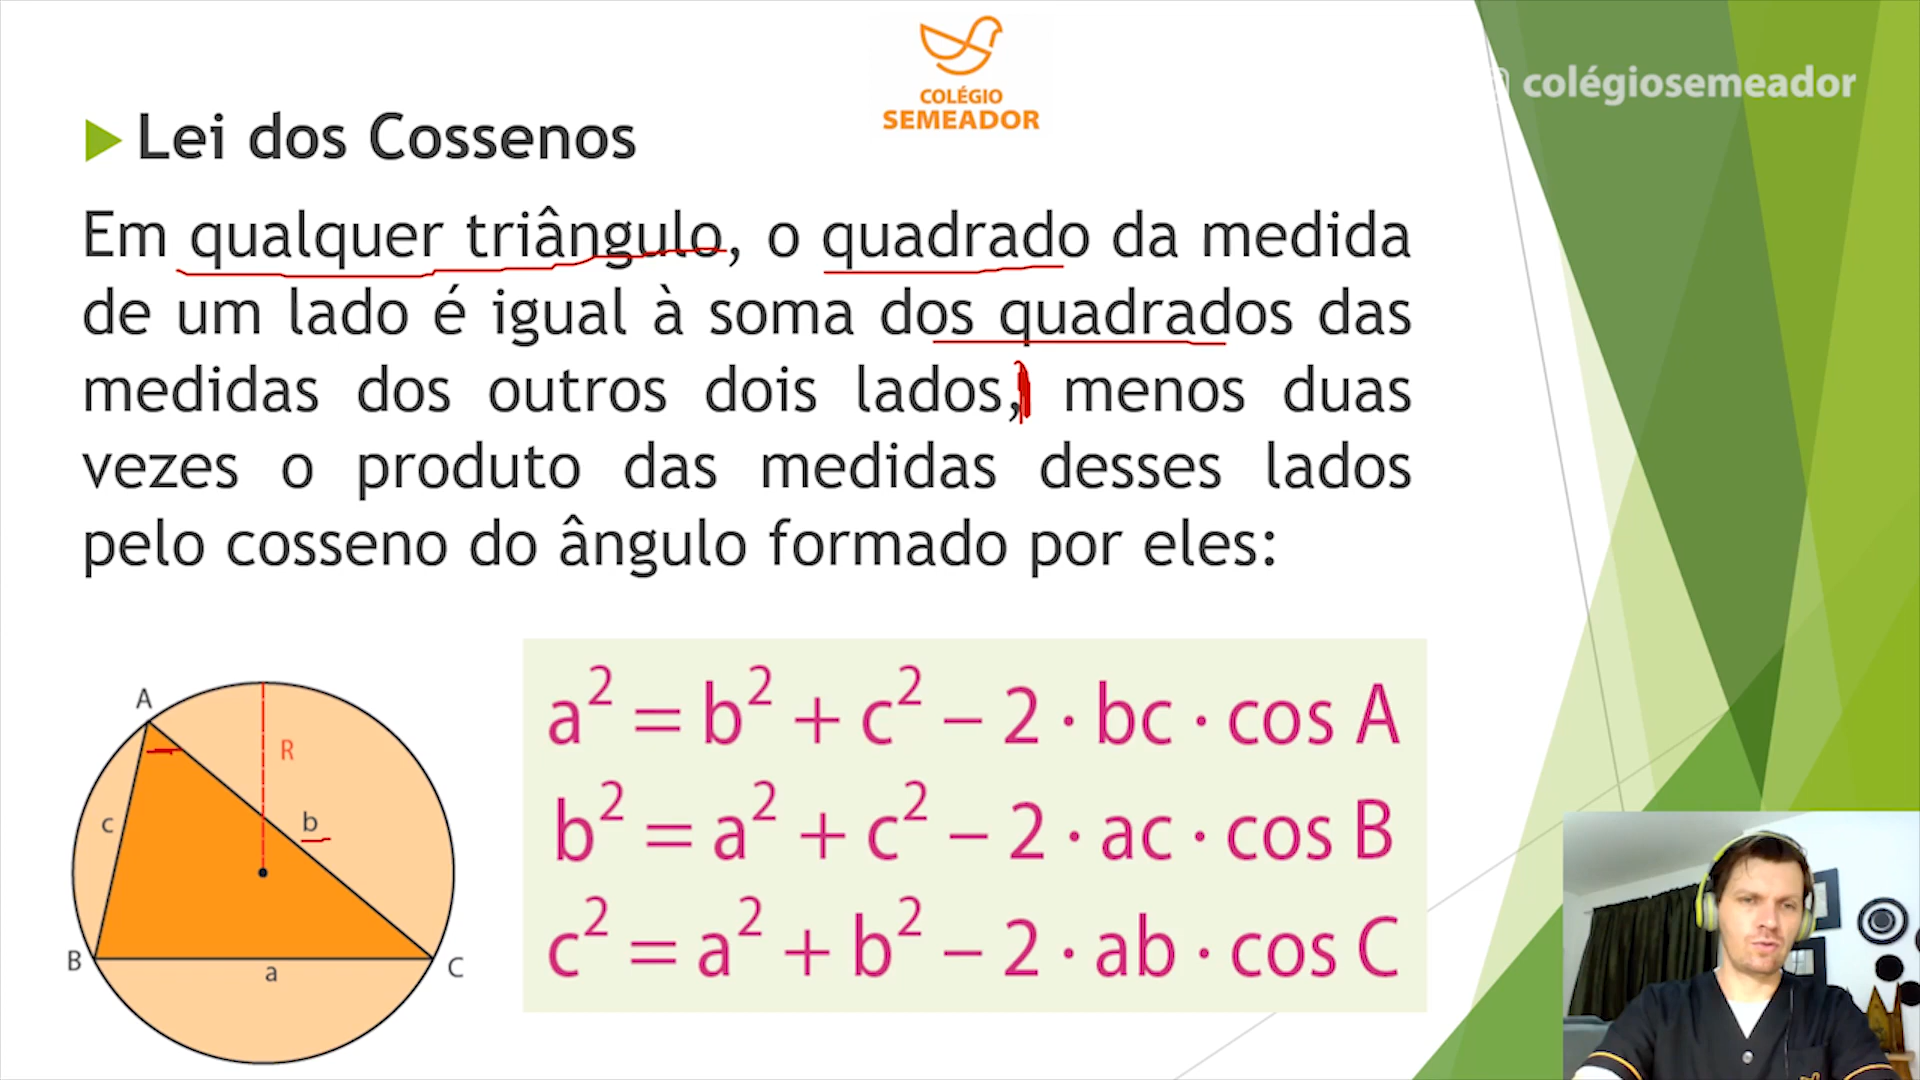 COLÉGIO
SEMEADOR
colégiosemeador
Lei dos Cossenos
Em qualquer triângulo, o quadrado da medida
de um lado é igual à soma dos quadrados das
medidas dos outros dois lados, menos duas
vezes o produto das medidas desses lados
pelo cosseno do ângulo formado por eles:
A
R
c
b
B
a
C
a² = b² + c² – 2 · bc · cos A
b² = a² + c² – 2 · ac · cos B
c² = a² + b² – 2 · ab · cos C